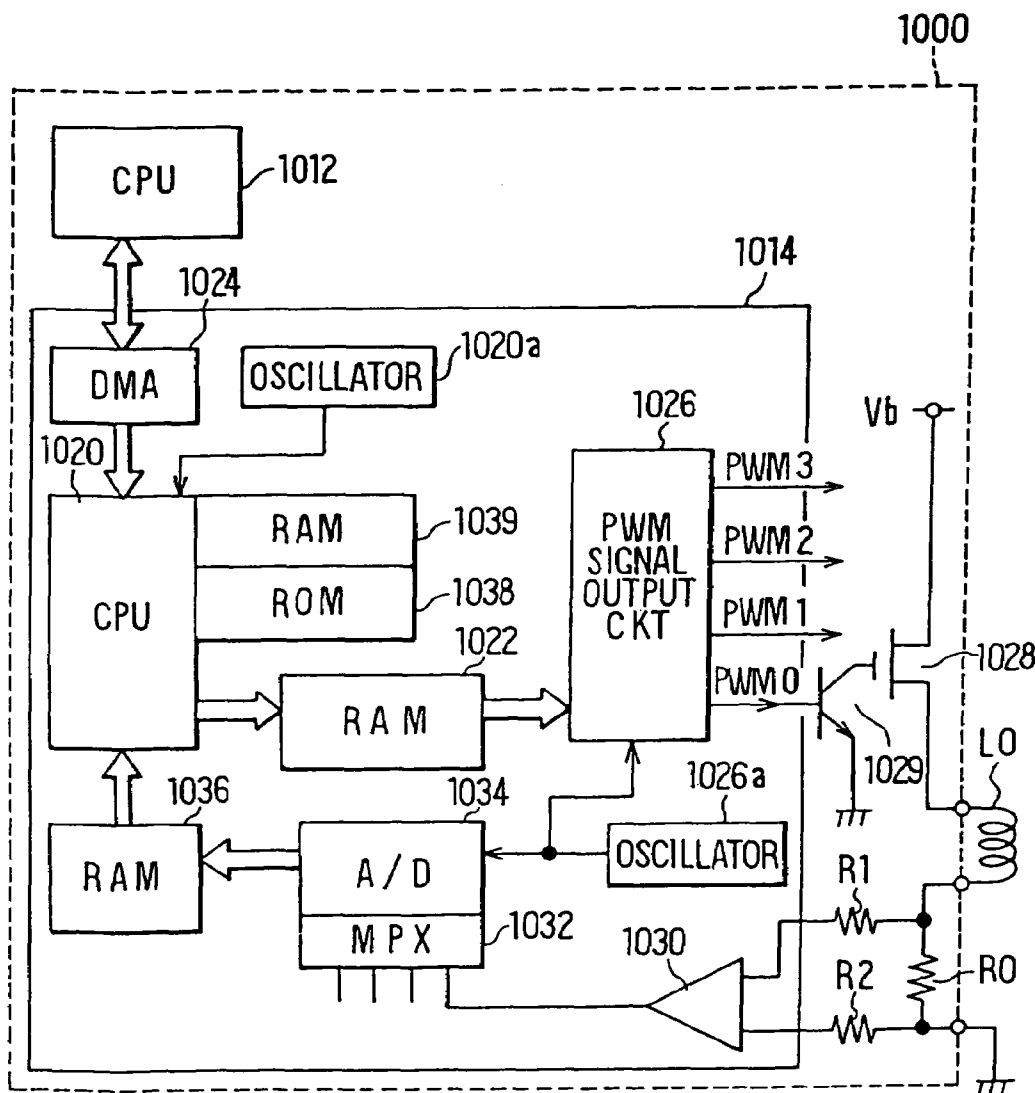 1000
CPU
1012
1014
1024
DMA
OSCILLATOR
1020a
1020
1026
Vb
PWM3
RAM
1039
PWM
SIGNAL
OUTPUT
CKT
PWM2
CPU
ROM
1038
PWM1
1022
1028
RAM
PWM0
1029
L0
1036
1034
1026a
RAM
A/D
OSCILLATOR
R1
MPX
1032
1030
R0
R2